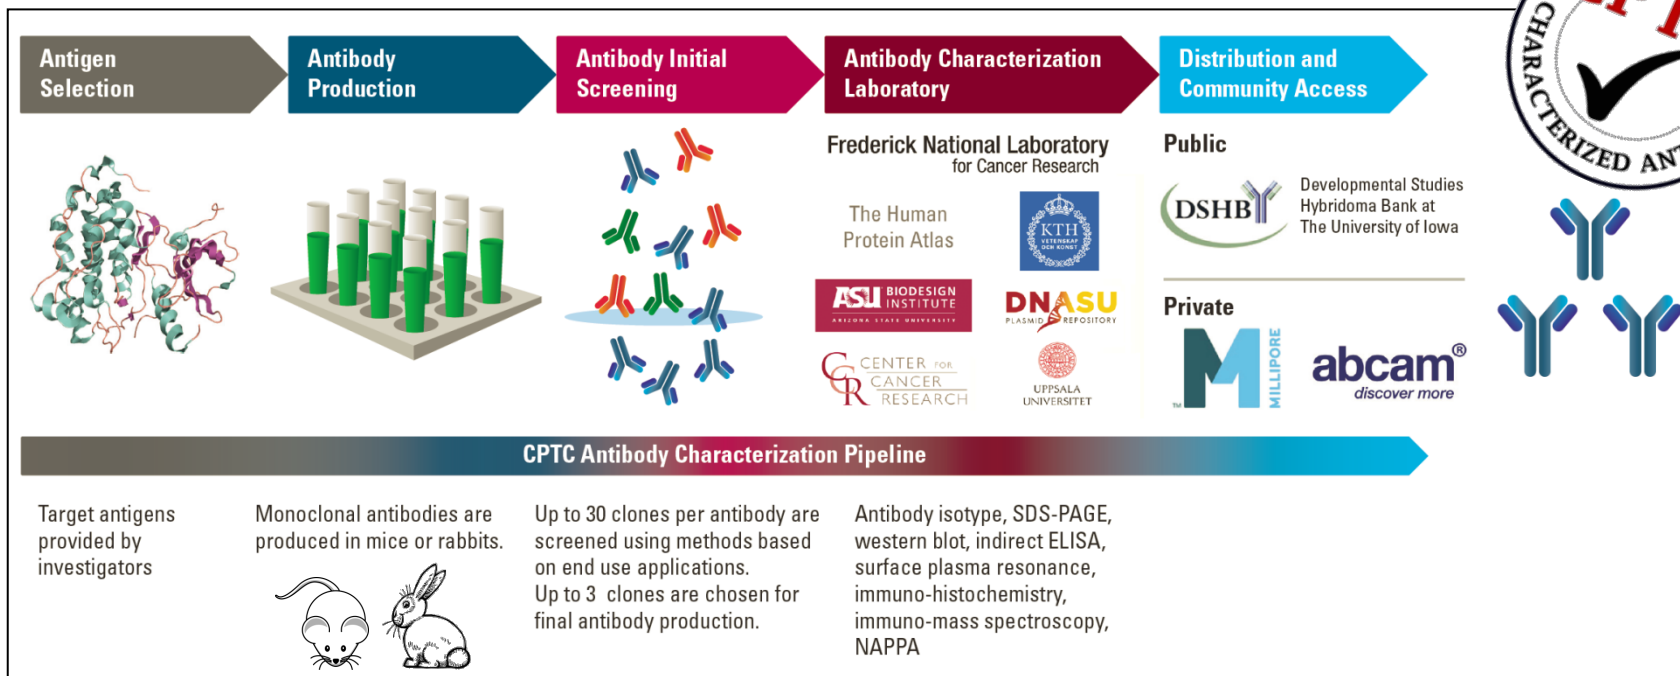 Antigen
Selection
Antibody
Production
Antibody Initial
Screening
Antibody Characterization
Laboratory
Distribution and
Community Access
CHARACTERIZED
Frederick National Laboratory
for Cancer Research
The Human
Protein Atlas
KTH
VETENSKAP
OCH KONST
ASU BIODESIGN
INSTITUTE
ARIZONA STATE UNIVERSITY
DNASU
PLASMID REPOSITORY
CCR CENTER FOR
CANCER
RESEARCH
UPPSALA
UNIVERSITET
Public
DSHB
Developmental Studies
Hybridoma Bank at
The University of Iowa
Private
MILLIPORE
TM
abcam®
discover more
CPTC Antibody Characterization Pipeline
Target antigens
provided by
investigators
Monoclonal antibodies are
produced in mice or rabbits.
Up to 30 clones per antibody are
screened using methods based
on end use applications.
Up to 3 clones are chosen for
final antibody production.
Antibody isotype, SDS-PAGE,
western blot, indirect ELISA,
surface plasma resonance,
immuno-histochemistry,
immuno-mass spectroscopy,
NAPPA